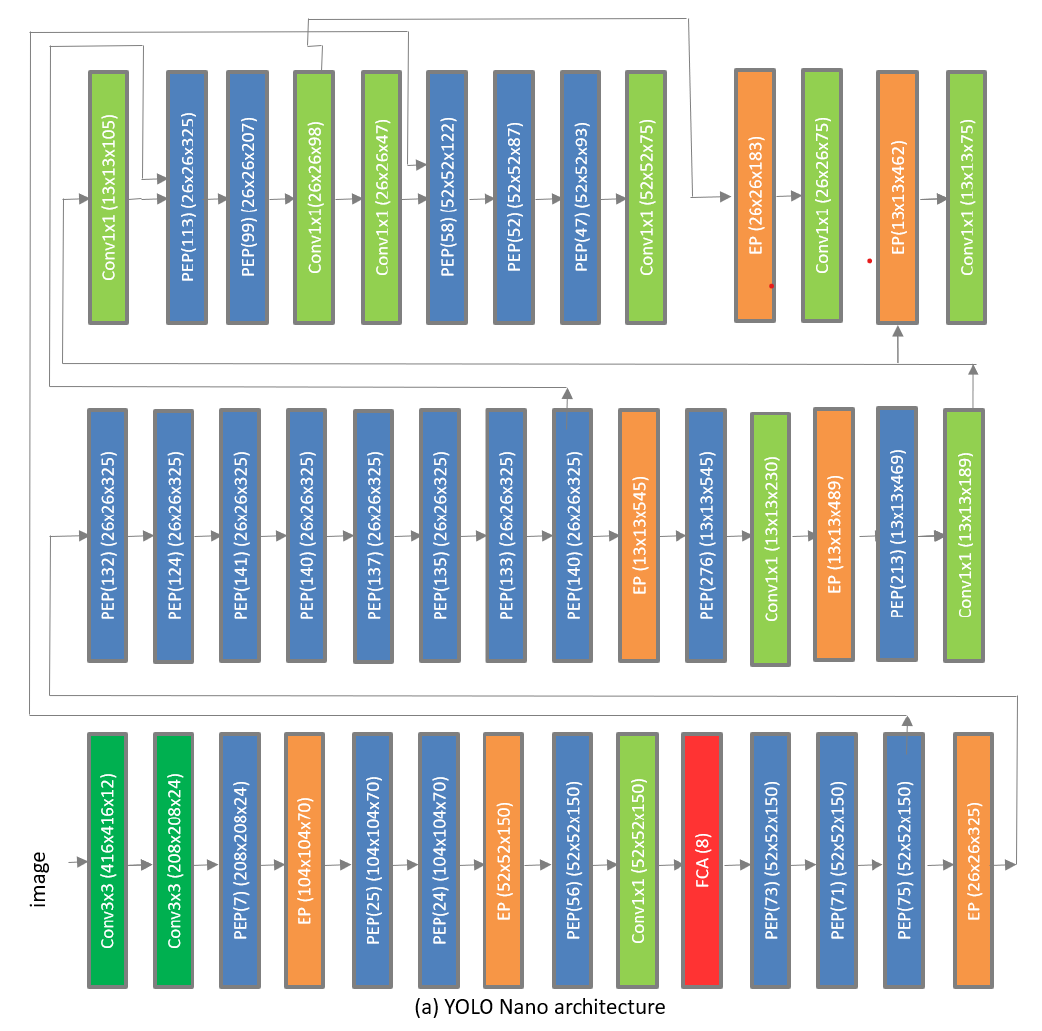 Conv1x1 (13x13x105)
PEP(113) (26x26x325)
PEP(99) (26x26x207)
Conv1x1(26x26x98)
Conv1x1 (26x26x47)
PEP(58) (52x52x122)
PEP(52) (52x52x87)
PEP(47) (52x52x93)
Conv1x1 (52x52x75)
EP (26x26x183)
Conv1x1 (26x26x75)
EP(13x13x462)
Conv1x1 (13x13x75)
PEP(132) (26x26x325)
PEP(124) (26x26x325)
PEP(141) (26x26x325)
PEP(140) (26x26x325)
PEP(137) (26x26x325)
PEP(135) (26x26x325)
PEP(133) (26x26x325)
PEP(140) (26x26x325)
EP (13x13x545)
PEP(276) (13x13x545)
Conv1x1 (13x13x230)
EP (13x13x489)
PEP(213) (13x13x469)
Conv1x1 (13x13x189)
image
Conv3x3 (416x416x12)
Conv3x3 (208x208x24)
PEP(7) (208x208x24)
EP (104x104x70)
PEP(25) (104x104x70)
PEP(24) (104x104x70)
EP (52x52x150)
PEP(56) (52x52x150)
Conv1x1 (52x52x150)
FCA (8)
PEP(73) (52x52x150)
PEP(71) (52x52x150)
PEP(75) (52x52x150)
EP (26x26x325)
(a) YOLO Nano architecture